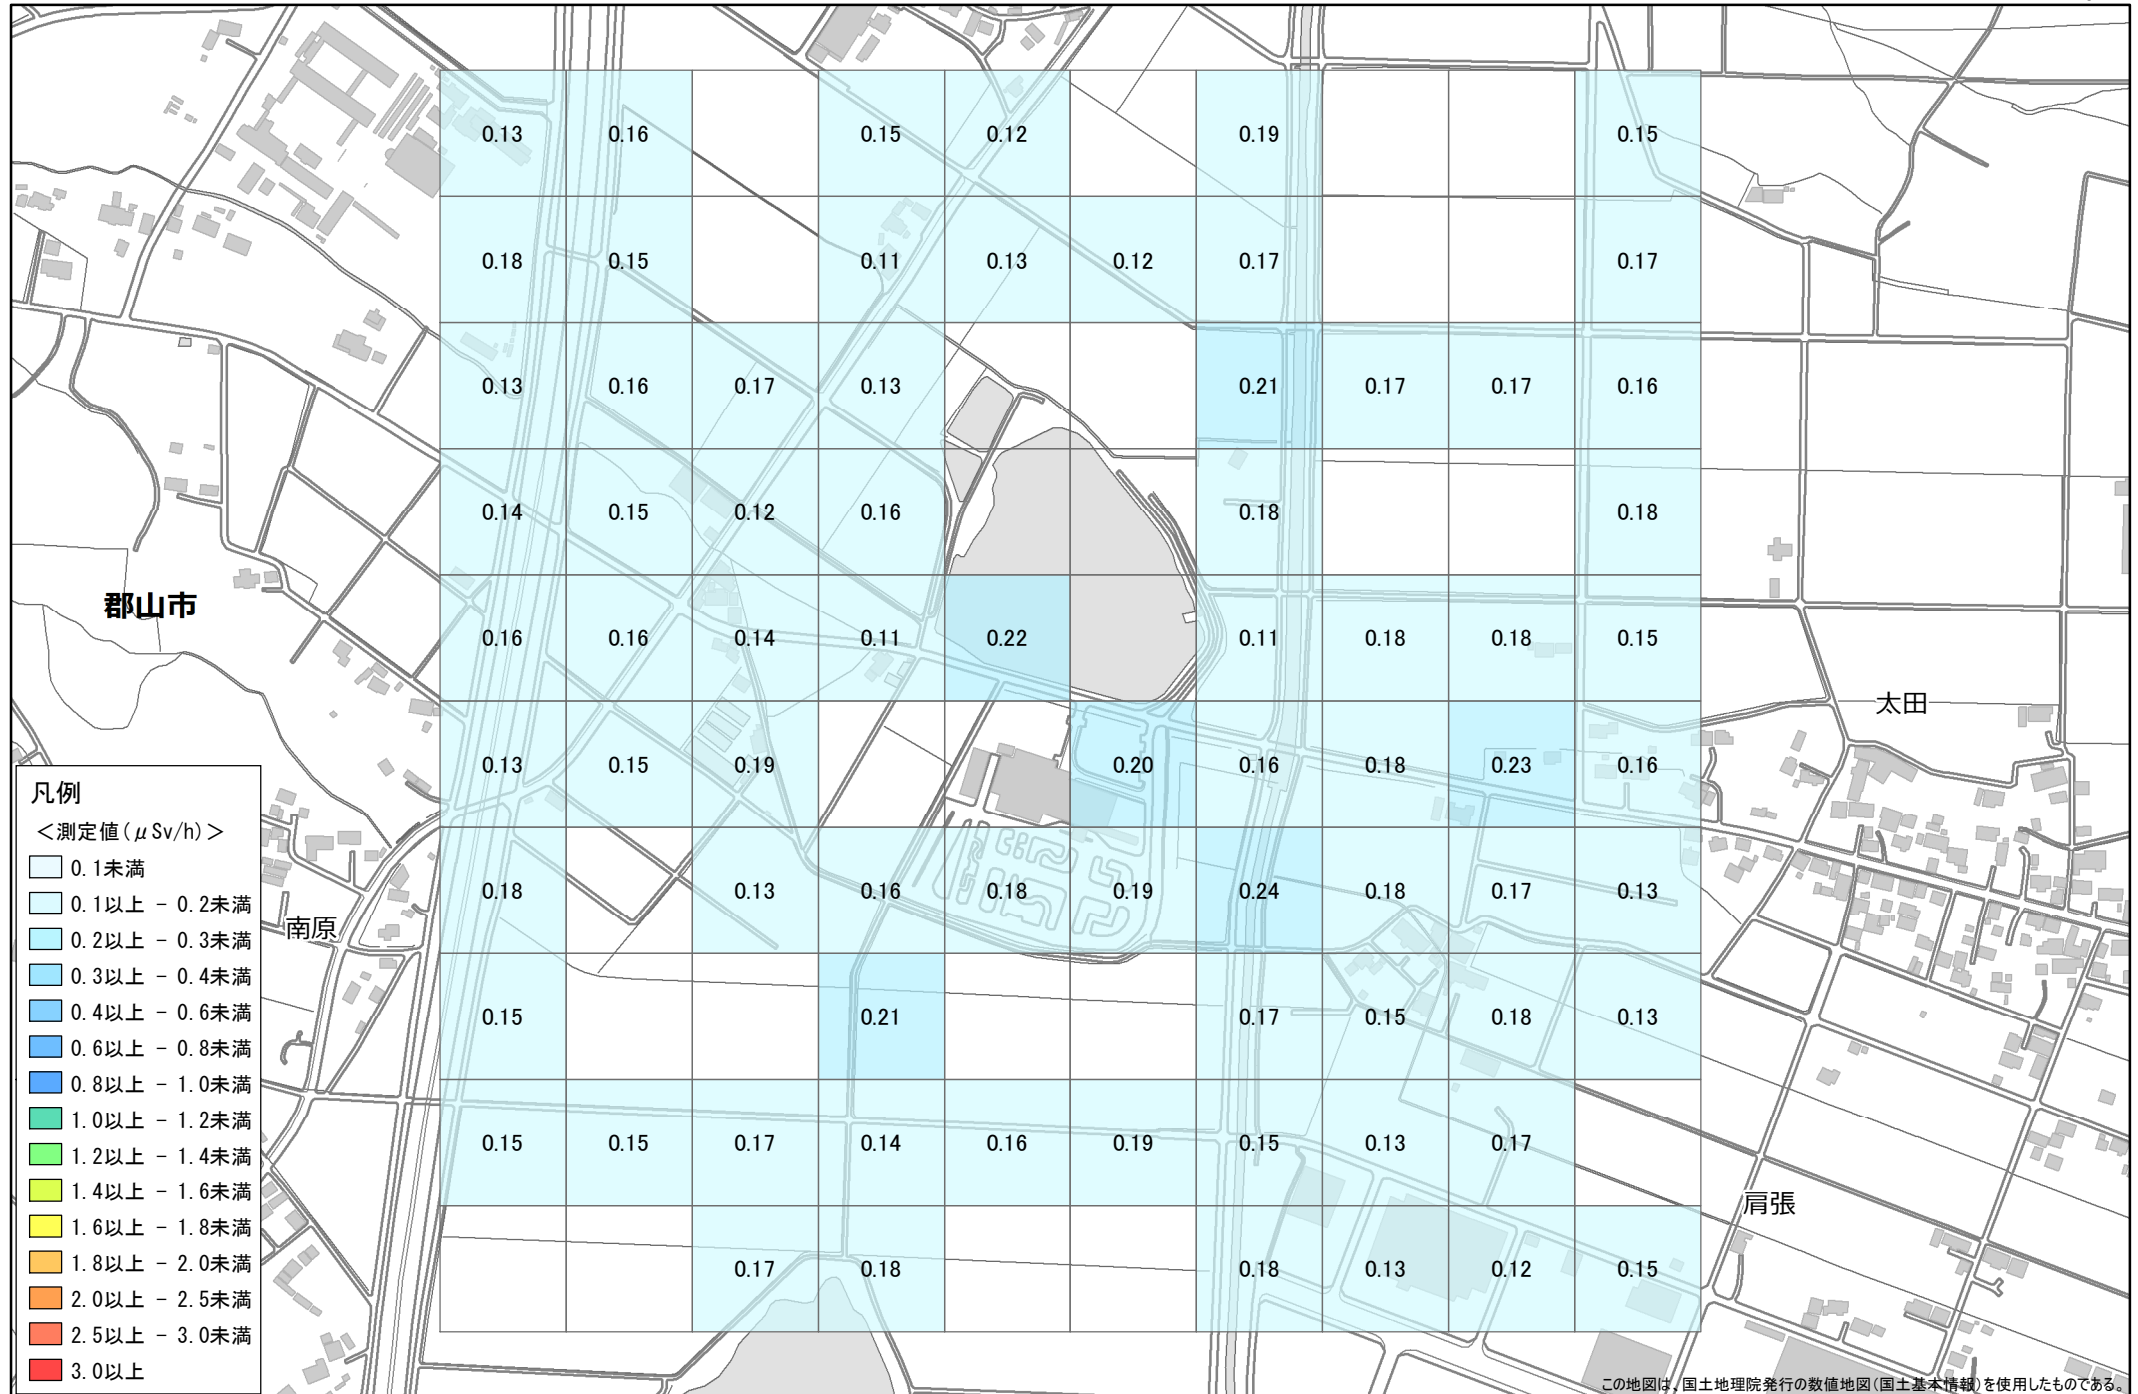 0.13 0.16 0.15 0.12 0.19 0.15
0.18 0.15 0.11 0.13 0.12 0.17 0.17
0.13 0.16 0.17 0.13 0.21 0.17 0.17 0.16
0.14 0.15 0.12 0.16 0.18 0.18
郡山市
0.16 0.16 0.14 0.11 0.22 0.11 0.18 0.18 0.15
太田
0.13 0.15 0.19 0.20 0.16 0.18 0.23 0.16
0.18 0.13 0.16 0.18 0.19 0.24 0.18 0.17 0.13
南原
0.15 0.21 0.17 0.15 0.18 0.13
0.15 0.15 0.17 0.14 0.16 0.19 0.15 0.13 0.17
肩張
0.17 0.18 0.18 0.13 0.12 0.15
凡例
＜測定値(μSv/h)＞
0.1未満
0.1以上 - 0.2未満
0.2以上 - 0.3未満
0.3以上 - 0.4未満
0.4以上 - 0.6未満
0.6以上 - 0.8未満
0.8以上 - 1.0未満
1.0以上 - 1.2未満
1.2以上 - 1.4未満
1.4以上 - 1.6未満
1.6以上 - 1.8未満
1.8以上 - 2.0未満
2.0以上 - 2.5未満
2.5以上 - 3.0未満
3.0以上
この地図は、国土地理院発行の数値地図(国土基本情報)を使用したものである。